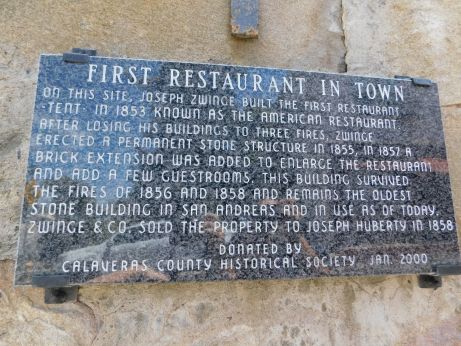 FIRST RESTAURANT IN TOWN
ON THIS SITE, JOSEPH ZWINGE BUILT THE FIRST RESTAURANT
-TENT- IN 1853 KNOWN AS THE AMERICAN RESTAURANT.
AFTER LOSING HIS BUILDINGS TO THREE FIRES, ZWINGE
ERECTED A PERMANENT STONE STRUCTURE IN 1855, IN 1857 A
BRICK EXTENSION WAS ADDED TO ENLARGE THE RESTAURANT
AND ADD A FEW GUESTROOMS. THIS BUILDING SURVIVED
THE FIRES OF 1856 AND 1858 AND REMAINS THE OLDEST
STONE BUILDING IN SAN ANDREAS AND IN USE AS OF TODAY.
ZWINGE & CO. SOLD THE PROPERTY TO JOSEPH HUBERTY IN 1858
DONATED BY
CALAVERAS COUNTY HISTORICAL SOCIETY JAN. 2000